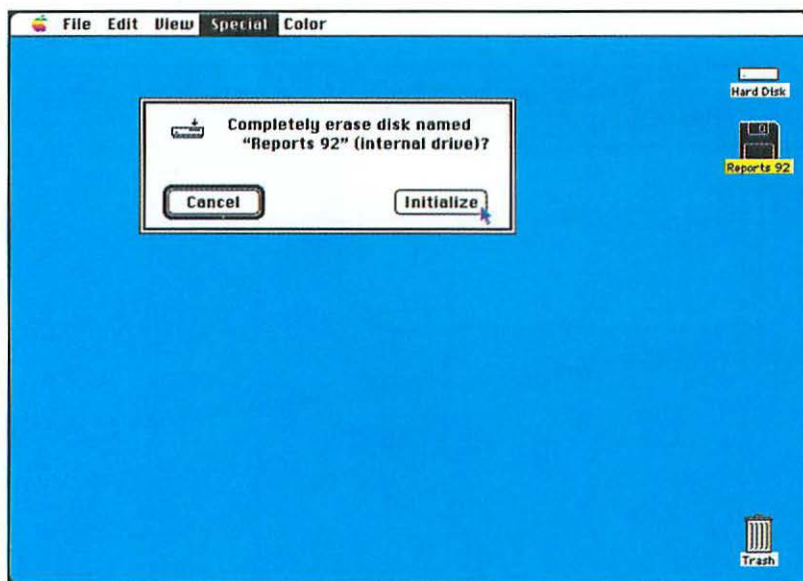 File Edit View Special Color
Hard Disk
Completely erase disk named
“Reports 92” (internal drive)?
Reports 92
Cancel Initialize
Trash